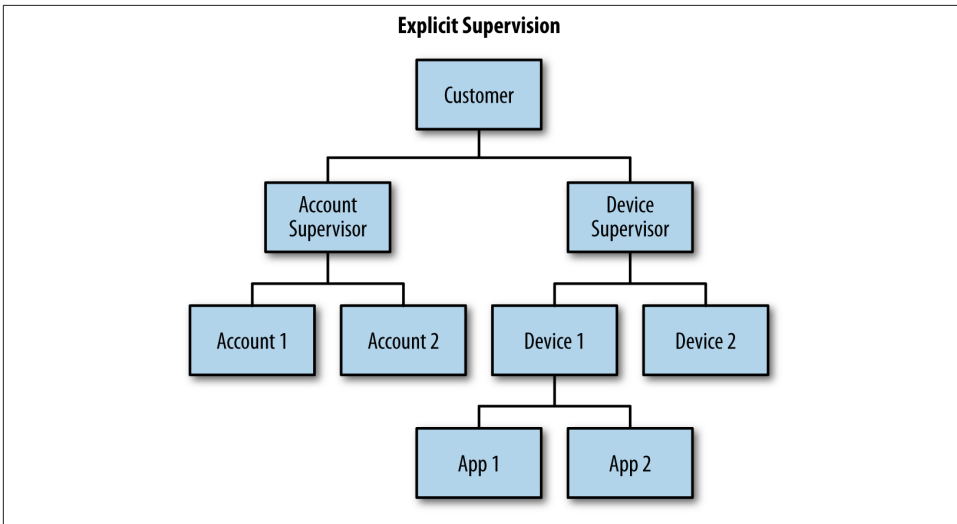 Explicit Supervision
Customer
Account
Supervisor
Device
Supervisor
Account 1
Account 2
Device 1
Device 2
App 1
App 2